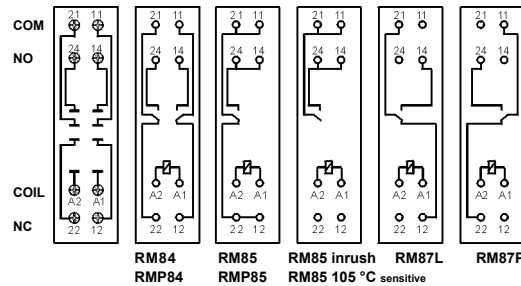 21 11 21 11 21 11 21 11 21 11 21 11
COM
NO
24 14 24 14 24 14 24 14 24 14 24 14
COIL
A2 A1 A2 A1 A2 A1 A2 A1 A2 A1 A2 A1
NC
22 12 22 12 22 12 22 12 22 12 22 12
RM84 RM85 RM85 inrush RM87L RM87P
RMP84 RMP85 RM85 105 °C sensitive